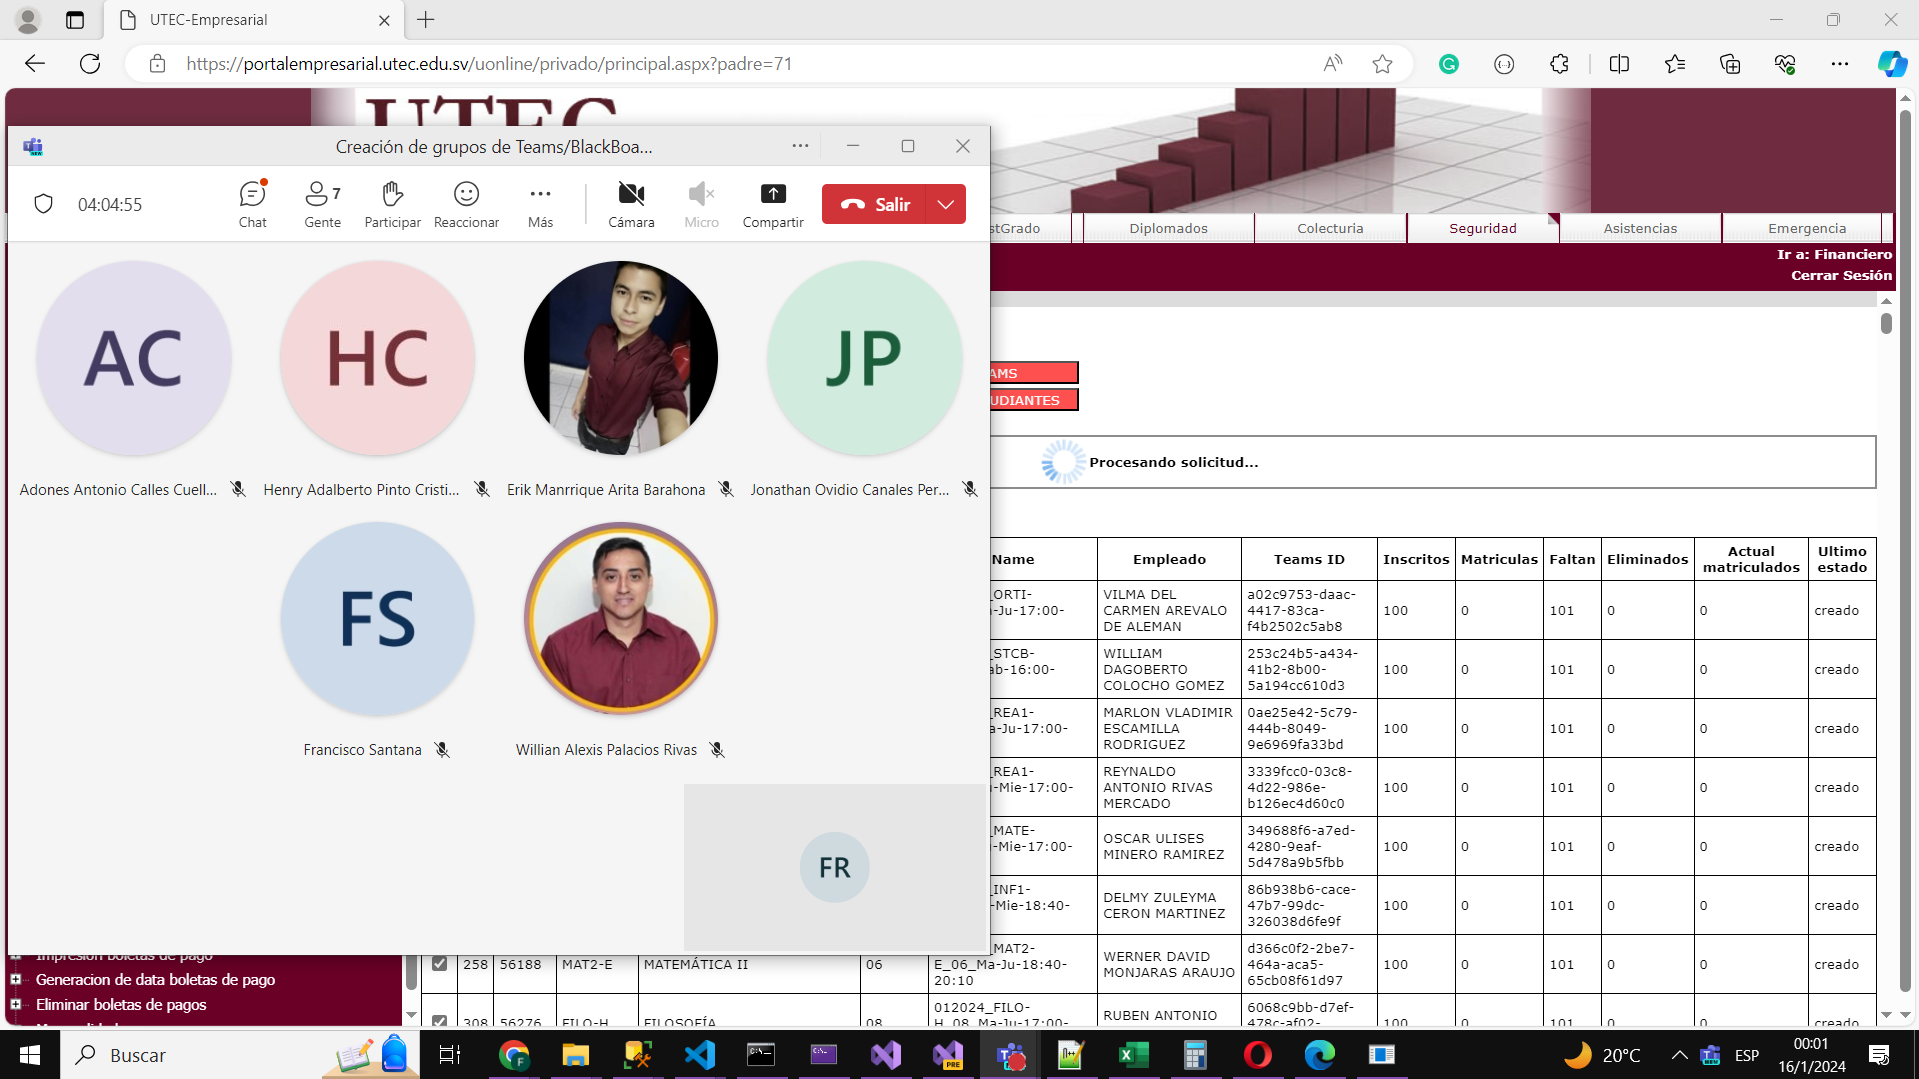 UTEC-Empresarial
https://portalempresarial.utec.edu.sv/uonline/privado/principal.aspx?padre=71
UTEC
Creación de grupos de Teams/BlackBoa...
04:04:55
Chat
7
Gente
Participar
Reaccionar
Más
Cámara
Micro
Compartir
Salir
stGrado
Diplomados
Colecturia
Seguridad
Asistencias
Emergencia
Ir a: Financiero
Cerrar Sesión
AC
HC
JP
Adones Antonio Calles Cuell...
Henry Adalberto Pinto Cristi...
Erik Manrrique Arita Barahona
Jonathan Ovidio Canales Per...
FS
Francisco Santana
Willian Alexis Palacios Rivas
FR
AMS
UDIANTES
Procesando solicitud...
Name Empleado Teams ID Inscritos Matriculas Faltan Eliminados Actual matriculados Ultimo estado
_ORTI-
a-Ju-17:00-
VILMA DEL
CARMEN AREVALO
DE ALEMAN
a02c9753-daac-
4417-83ca-
f4b2502c5ab8
100 0 101 0 0 creado
_STCB-
ab-16:00-
WILLIAM
DAGOBERTO
COLOCHO GOMEZ
253c24b5-a434-
41b2-8b00-
5a194cc610d3
100 0 101 0 0 creado
_REA1-
a-Ju-17:00-
MARLON VLADIMIR
ESCAMILLA
RODRIGUEZ
0ae25e42-5c79-
444b-8049-
9e6969fa33bd
100 0 101 0 0 creado
_REA1-
-Mie-17:00-
REYNALDO
ANTONIO RIVAS
MERCADO
3339fcc0-03c8-
4d22-986e-
b126ec4d60c0
100 0 101 0 0 creado
_MATE-
-Mie-17:00-
OSCAR ULISES
MINERO RAMIREZ
349688f6-a7ed-
4280-9eaf-
5d478a9b5fbb
100 0 101 0 0 creado
_INF1-
-Mie-18:40-
DELMY ZULEYMA
CERON MARTINEZ
86b938b6-cace-
47b7-99dc-
326038d6fe9f
100 0 101 0 0 creado
258 56188 MAT2-E MATEMÁTICA II 06
_MAT2-
E_06_Ma-Ju-18:40-
20:10
WERNER DAVID
MONJARAS ARAUJO
d366c0f2-2be7-
464a-aca5-
65cb08f61d97
100 0 101 0 0 creado
308 56276 FILO-H FILOSOFÍA 08
012024_FILO-
H_08_Ma-Ju-17:00-
RUBEN ANTONIO
6068c9bb-d7ef-
478c-af02-
100 0 101 0 0 creado
Impresión boletas de pago
Generacion de data boletas de pago
Eliminar boletas de pagos
Buscar
20°C
ESP
00:01
16/1/2024